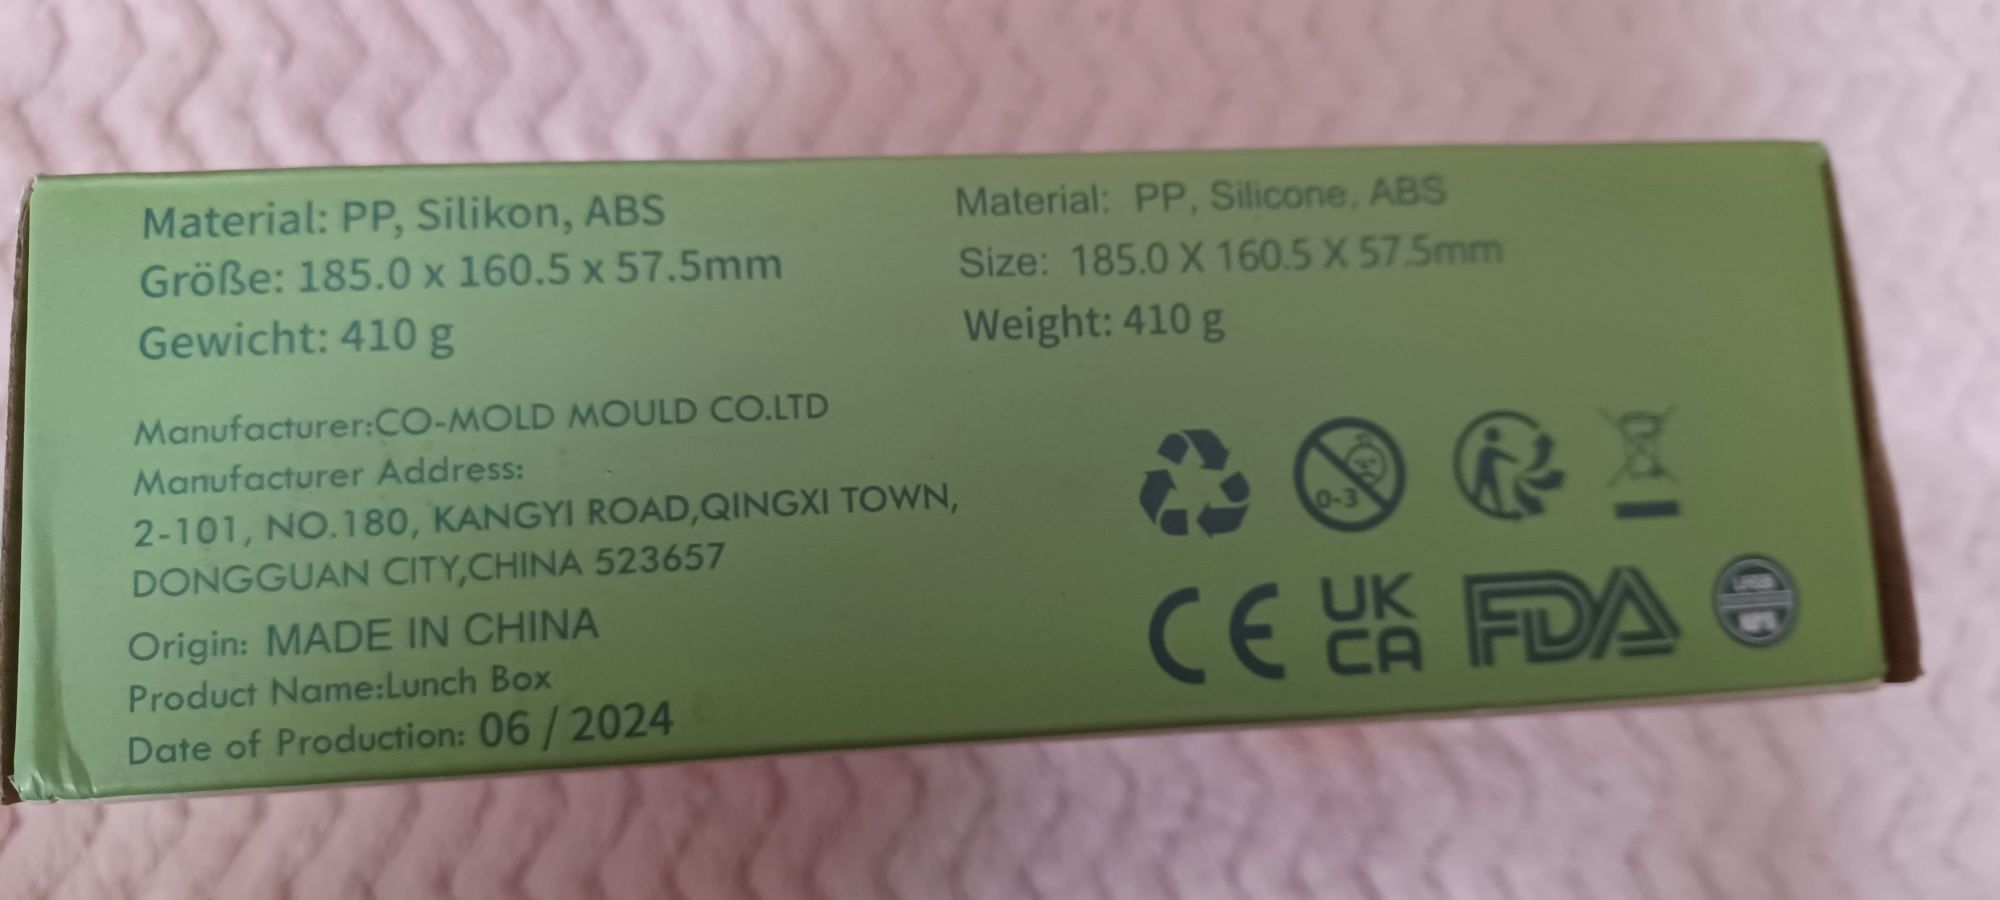 Material: PP, Silikon, ABS
Größe: 185.0 x 160.5 x 57.5mm
Gewicht: 410 g
Material: PP, Silicone, ABS
Size: 185.0 X 160.5 X 57.5mm
Weight: 410 g
Manufacturer:CO-MOLD MOULD CO.LTD
Manufacturer Address:
2-101, NO.180, KANGYI ROAD,QINGXI TOWN,
DONGGUAN CITY,CHINA 523657
Origin: MADE IN CHINA
Product Name:Lunch Box
Date of Production: 06 / 2024
0-3
CE
UK
CA
FDA